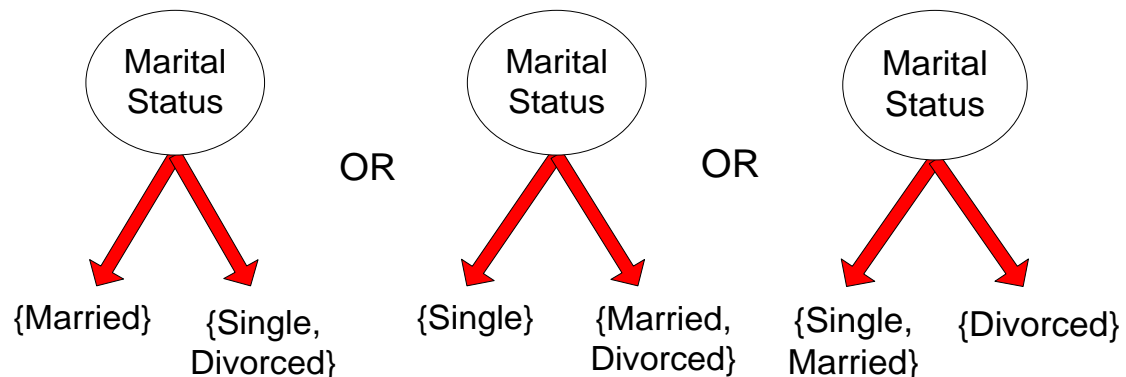 Marital
Status
OR
Marital
Status
OR
Marital
Status
{Married}
{Single,
Divorced}
{Single}
{Married,
Divorced}
{Single,
Married}
{Divorced}